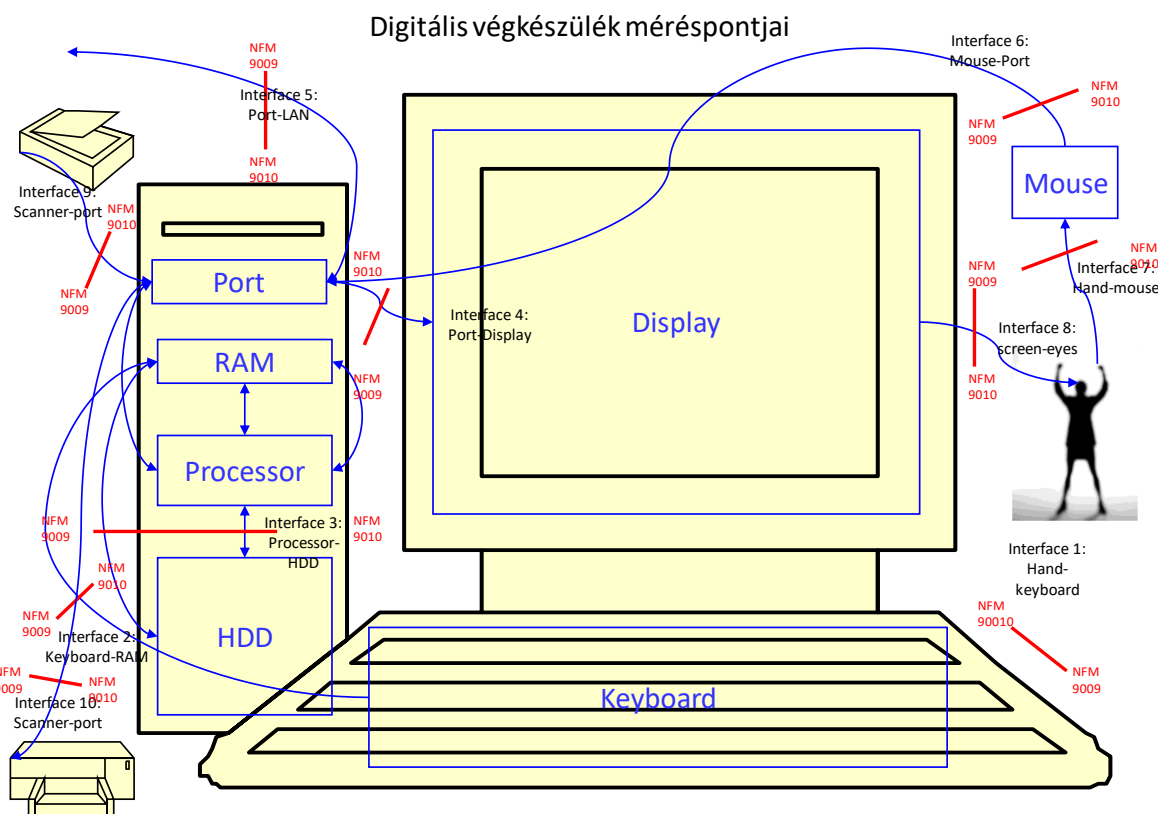 Digitális végkészülék méréspontjai
NFM
9009
Interface 5:
Port-LAN
NFM
9010
Interface 6:
Mouse-Port
NFM
9010
NFM
9009
Mouse
Interface 9:
Scanner-port
NFM
9010
NFM
9009
Port
NFM
9010
Interface 4:
Port-Display
NFM
9009
Display
NFM
9009
NFM
9010
Interface 7:
Hand-mouse
Interface 8:
screen-eyes
NFM
9010
RAM
Processor
NFM
9009
Interface 3:
Processor-
HDD
NFM
9010
NFM
9010
NFM
9009
Interface 2:
Keyboard-RAM
HDD
NFM
9009
NFM
9010
Interface 10:
Scanner-port
Interface 1:
Hand-
keyboard
NFM
90010
NFM
9009
Keyboard